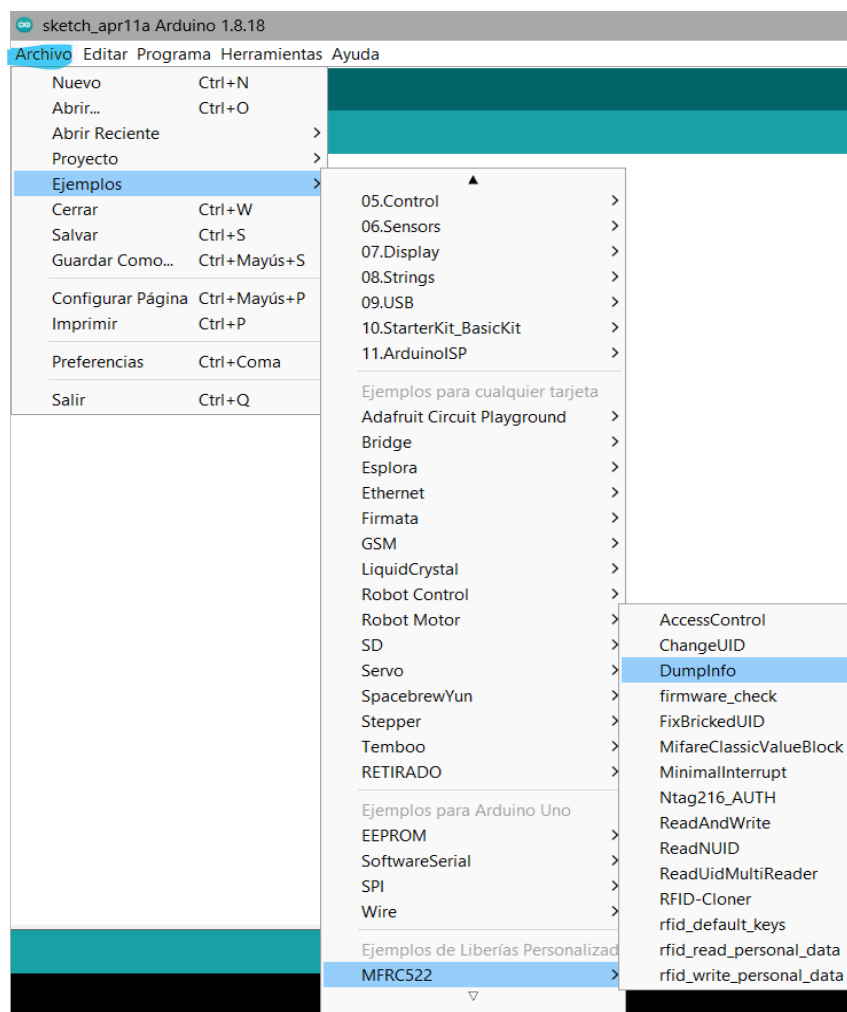 sketch_apr11a Arduino 1.8.18
Archivo Editar Programa Herramientas Ayuda
Nuevo Ctrl+N
Abrir... Ctrl+O
Abrir Reciente
Proyecto
Ejemplos
Cerrar Ctrl+W
Salvar Ctrl+S
Guardar Como... Ctrl+Mayús+S
Configurar Página Ctrl+Mayús+P
Imprimir Ctrl+P
Preferencias Ctrl+Coma
Salir Ctrl+Q
05.Control
06.Sensors
07.Display
08.Strings
09.USB
10.StarterKit_BasicKit
11.ArduinoISP
Ejemplos para cualquier tarjeta
Adafruit Circuit Playground
Bridge
Esplora
Ethernet
Firmata
GSM
LiquidCrystal
Robot Control
Robot Motor
SD
Servo
SpacebrewYun
Stepper
Temboo
RETIRADO
Ejemplos para Arduino Uno
EEPROM
SoftwareSerial
SPI
Wire
Ejemplos de Liberías Personalizad
MFRC522
AccessControl
ChangeUID
DumpInfo
firmware_check
FixBrickedUID
MifareClassicValueBlock
MinimalInterrupt
Ntag216_AUTH
ReadAndWrite
ReadNUID
ReadUidMultiReader
RFID-Cloner
rfid_default_keys
rfid_read_personal_data
rfid_write_personal_data